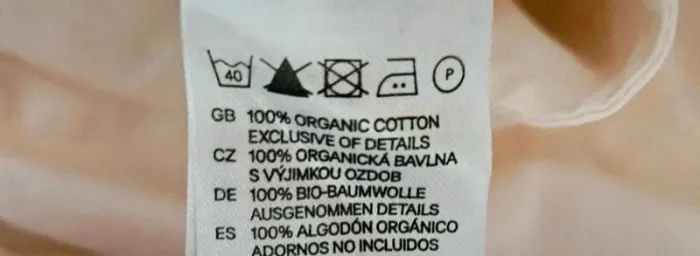 40 P
GB 100% ORGANIC COTTON
EXCLUSIVE OF DETAILS
CZ 100% ORGANICKÁ BAVLNA
S VÝJIMKOU OZDOB
DE 100% BIO-BAUMWOLLE
AUSGENOMMEN DETAILS
ES 100% ALGODÓN ORGÁNICO
ADORNOS NO INCLUIDOS